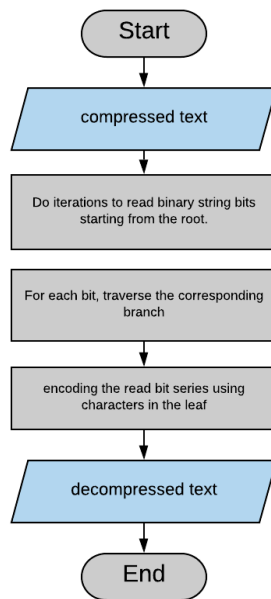 Start
compressed text
Do iterations to read binary string bits
starting from the root.
For each bit, traverse the corresponding
branch
encoding the read bit series using
characters in the leaf
decompressed text
End